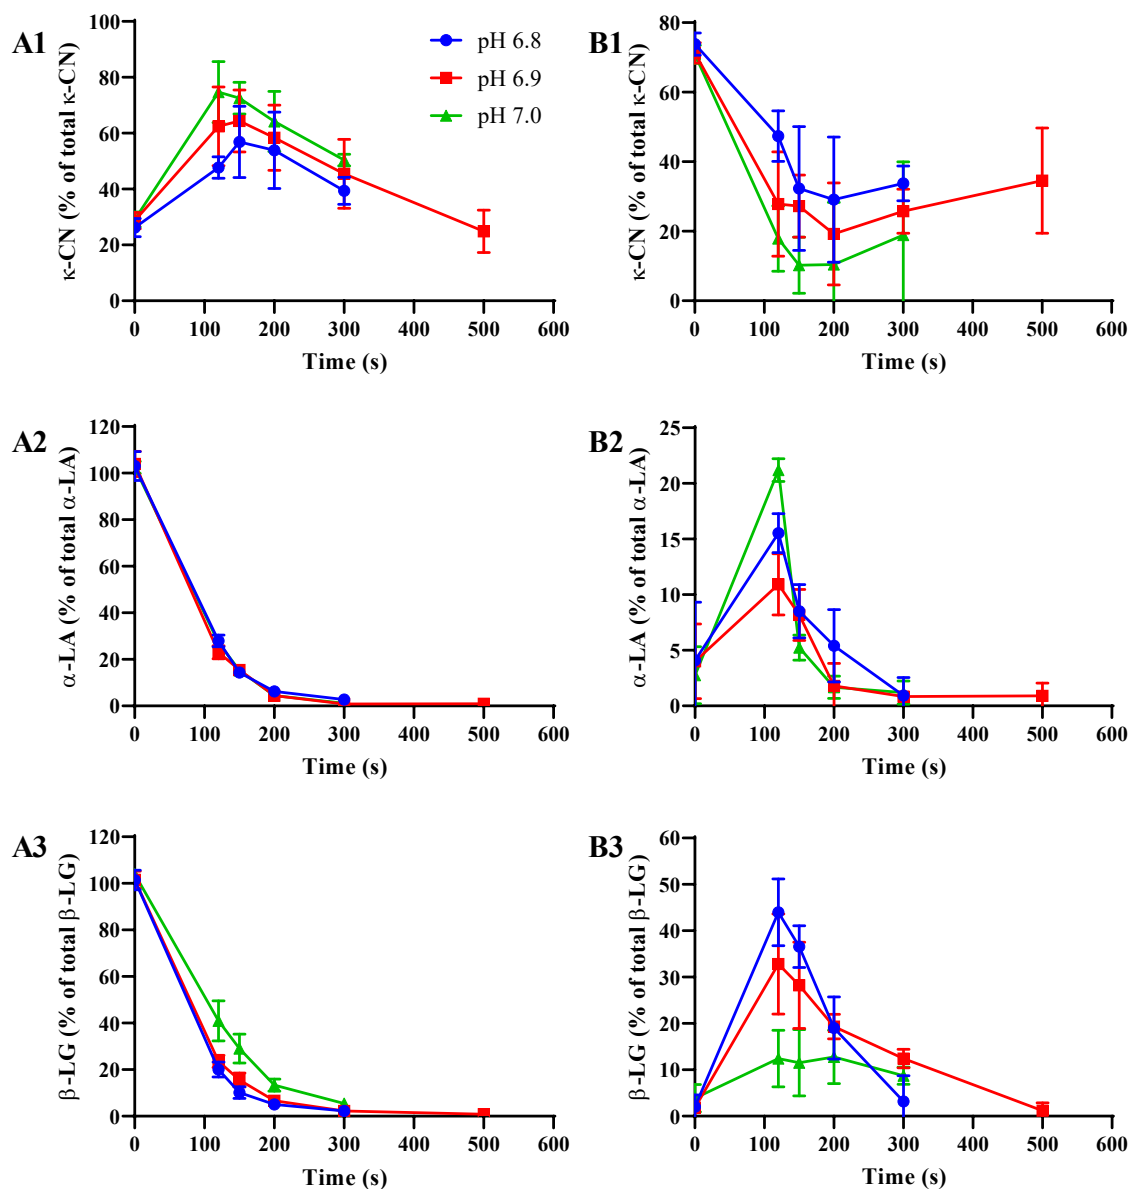 A1
κ-CN (% of total κ-CN)
100
80
60
40
20
0
0 100 200 300 400 500 600
Time (s)
pH 6.8
pH 6.9
pH 7.0
B1
κ-CN (% of total κ-CN)
80
60
40
20
0
0 100 200 300 400 500 600
Time (s)
A2
α-LA (% of total α-LA)
120
100
80
60
40
20
0
0 100 200 300 400 500 600
Time (s)
B2
α-LA (% of total α-LA)
25
20
15
10
5
0
0 100 200 300 400 500 600
Time (s)
A3
β-LG (% of total β-LG)
120
100
80
60
40
20
0
0 100 200 300 400 500 600
Time (s)
B3
β-LG (% of total β-LG)
60
50
40
30
20
10
0
0 100 200 300 400 500 600
Time (s)